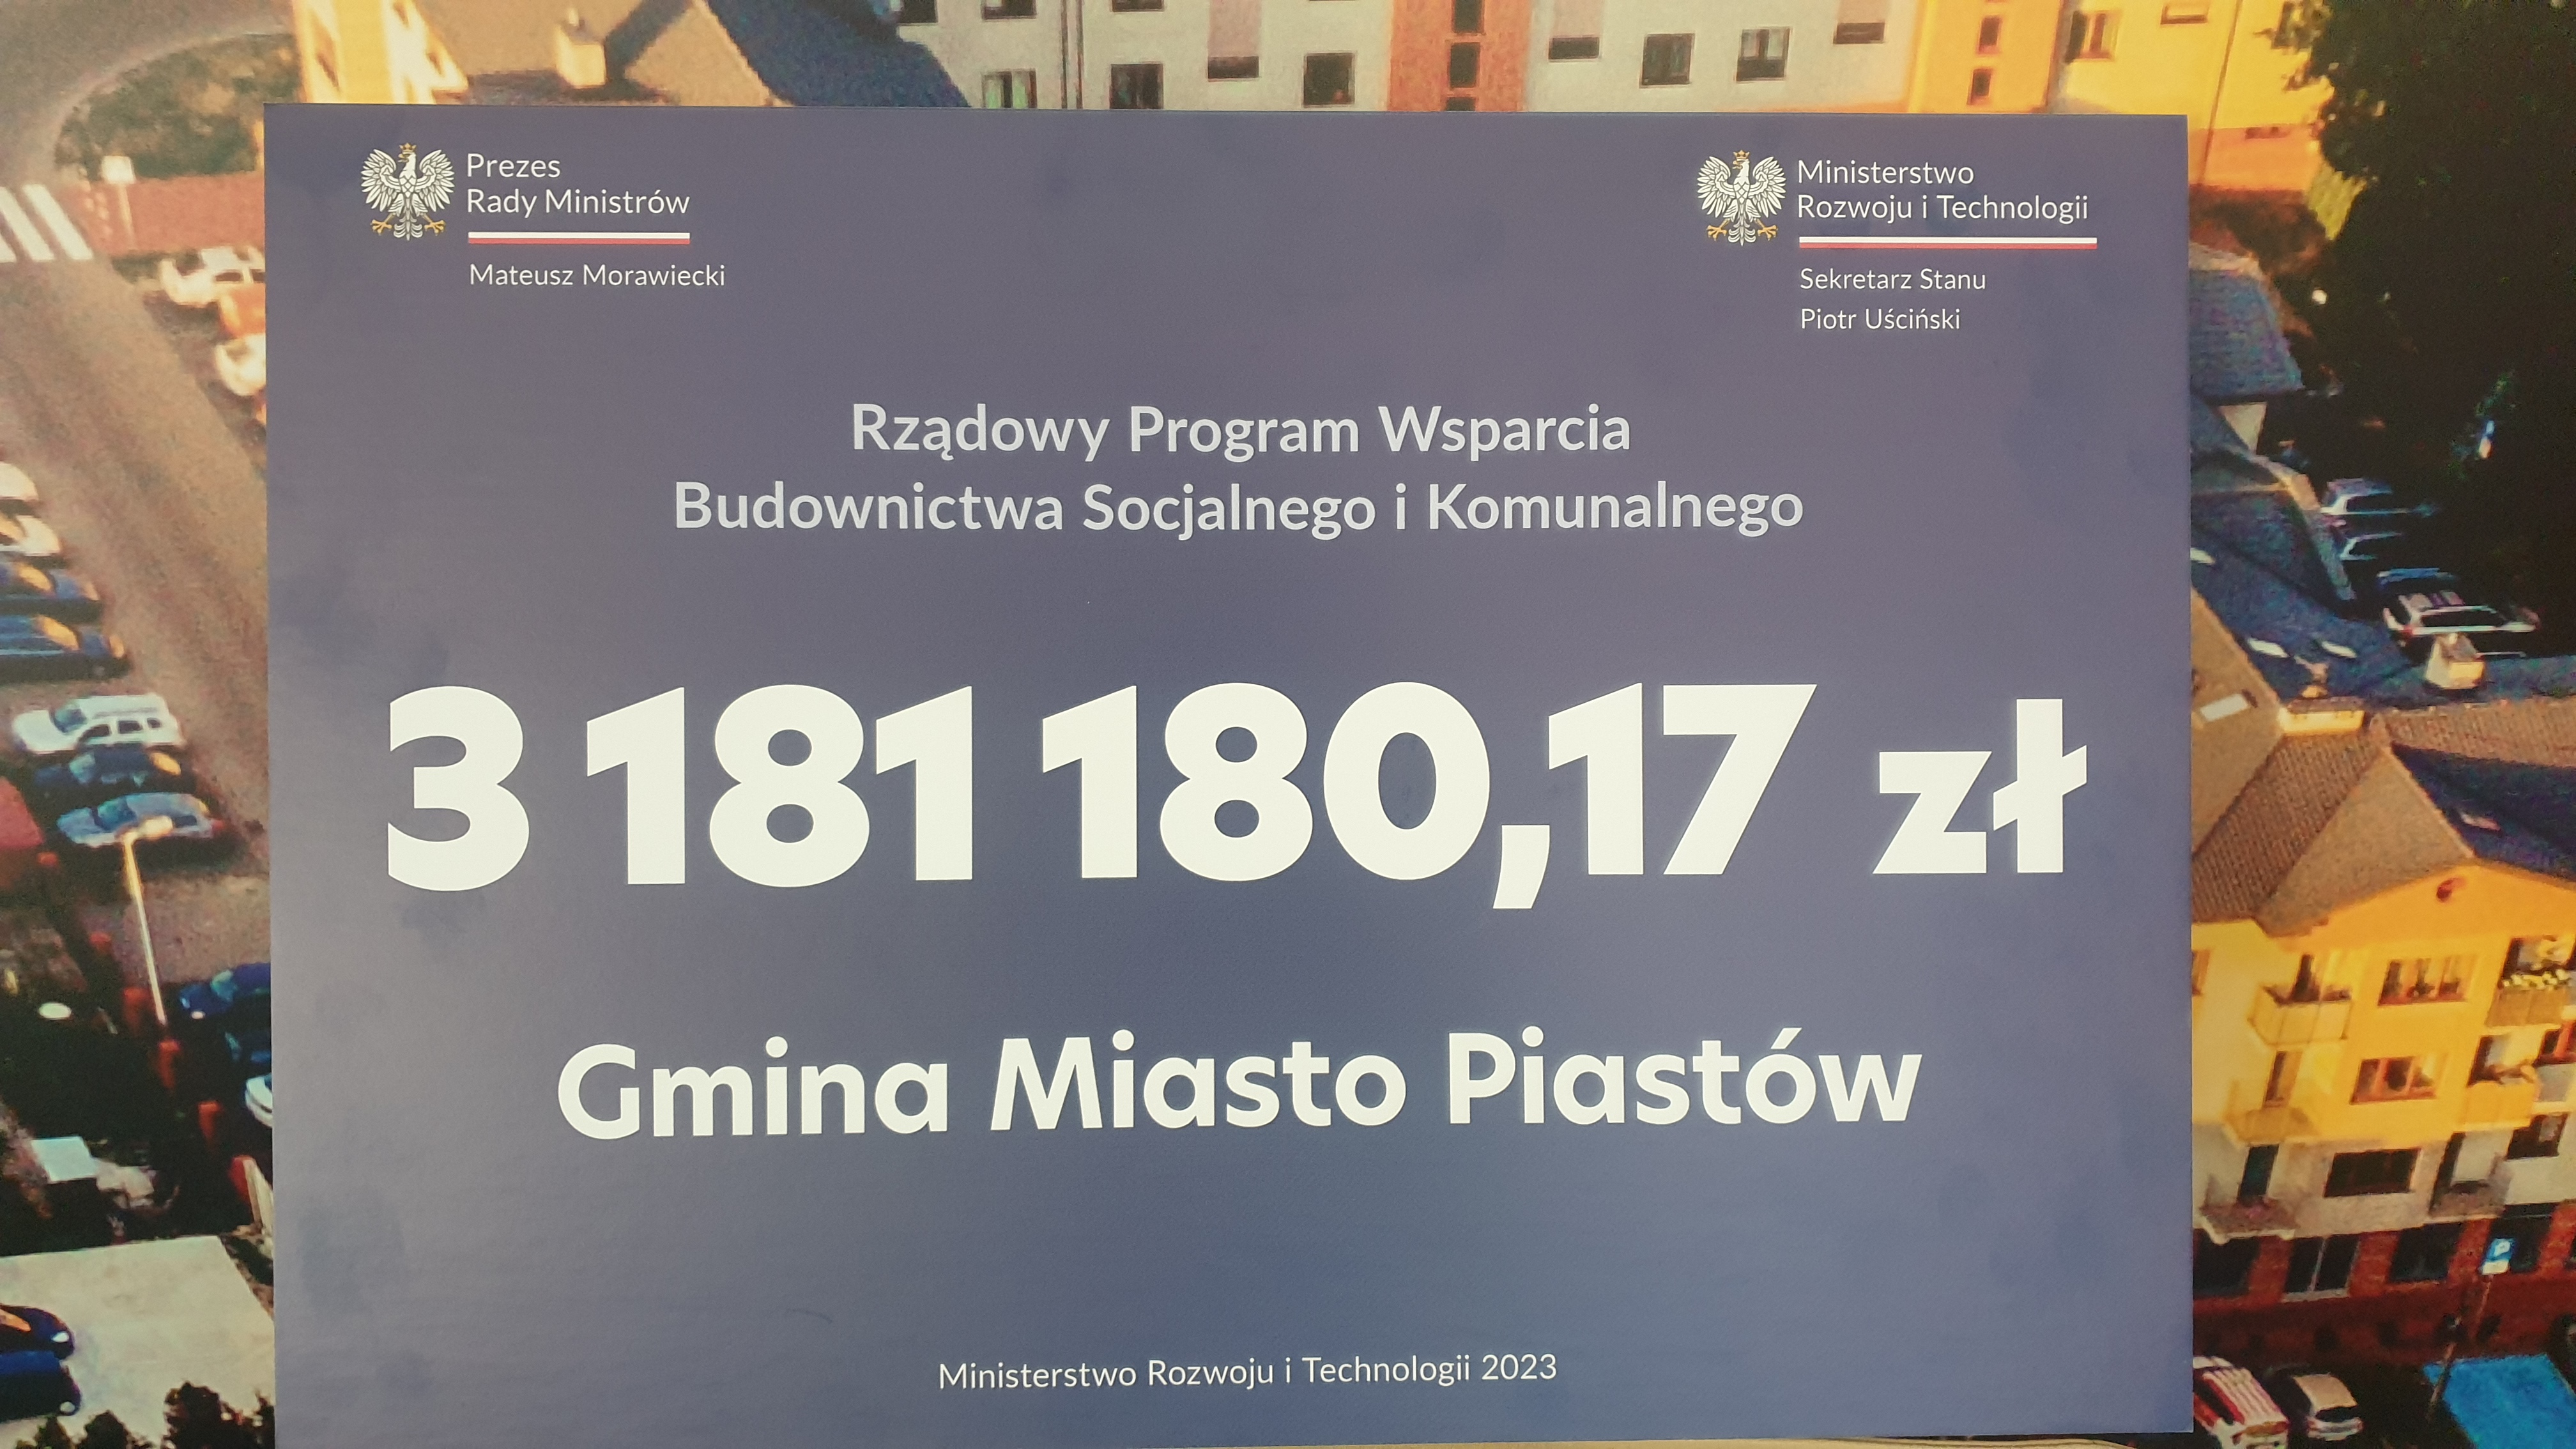 Prezes
Rady Ministrów
Mateusz Morawiecki
Ministerstwo
Rozwoju i Technologii
Sekretarz Stanu
Piotr Uściński
Rządowy Program Wsparcia
Budownictwa Socjalnego i Komunalnego
3 181 180,17 zł
Gmina Miasto Piastów
Ministerstwo Rozwoju i Technologii 2023